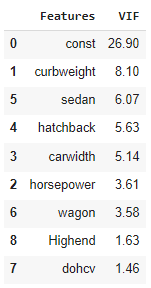 Features VIF
0 const 26.90
1 curbweight 8.10
5 sedan 6.07
4 hatchback 5.63
3 carwidth 5.14
2 horsepower 3.61
6 wagon 3.58
8 Highend 1.63
7 dohcv 1.46